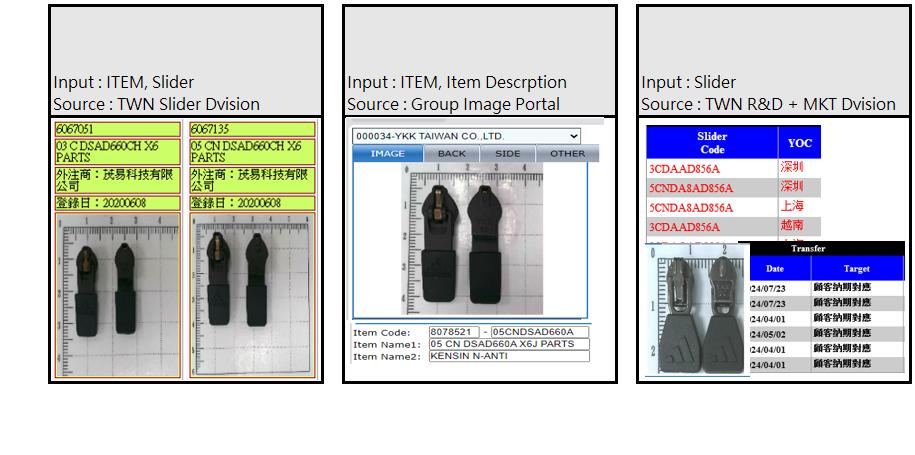 Input : ITEM, Slider
Source : TWN Slider Dvision
6067051
03 C DSAD660CH X6
PARTS
外注商：茂易科技有限
公司
登錄日：20200608
6067135
05 CN DSAD660CH X6
PARTS
外注商：茂易科技有限
公司
登錄日：20200608
Input : ITEM, Item Descrption
Source : Group Image Portal
000034-YKK TAIWAN CO.,LTD.
IMAGE BACK SIDE OTHER
Item Code: 8078521 - 05CNDSAD660A
Item Name1: 05 CN DSAD660A X6J PARTS
Item Name2: KENSIN N-ANTI
Input : Slider
Source : TWN R&D + MKT Dvision
Slider
Code
YOC
3CDAAD856A 深圳
5CNDA8AD856A 深圳
5CNDA8AD856A 上海
3CDAAD856A 越南
Transfer
Date Target
24/07/23 顧客納期對應
24/07/23 顧客納期對應
24/04/01 顧客納期對應
24/05/02 顧客納期對應
24/04/01 顧客納期對應
24/04/01 顧客納期對應